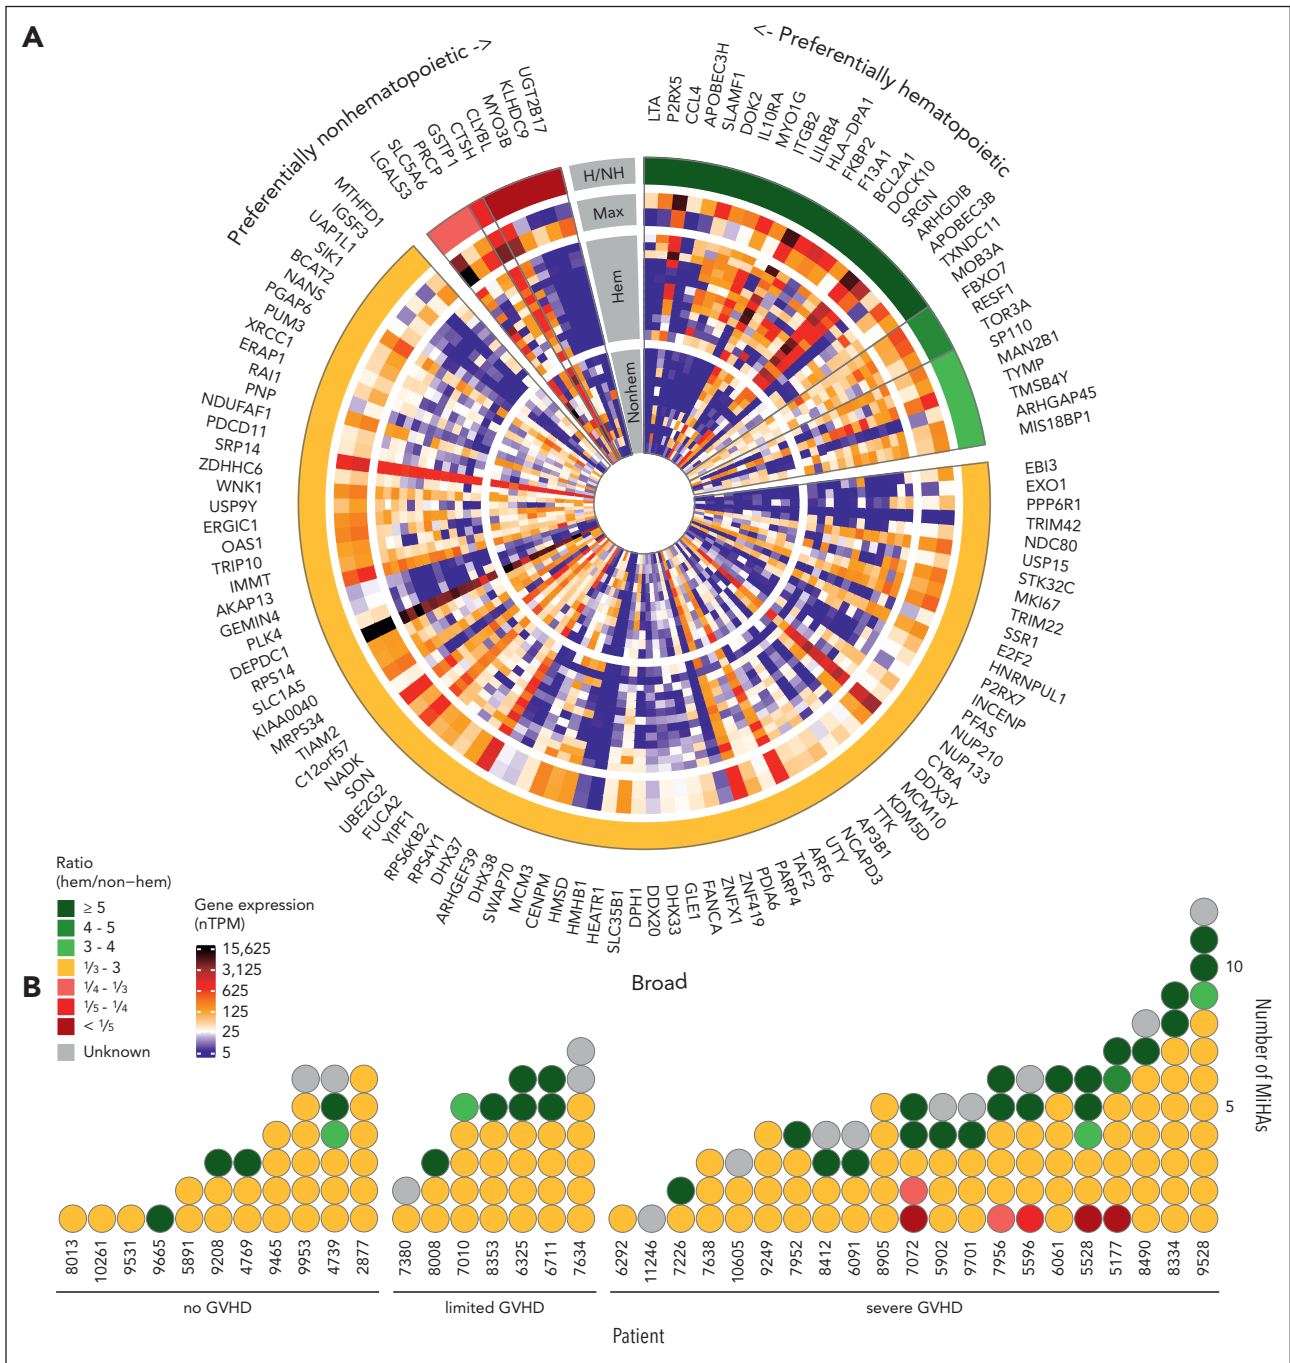 A
Preferentially nonhematopoietic ->
<- Preferentially hematopoietic
H/NH
Max
Hem
Nonhem
LTA
P2RX5
CCL4
APOBEC3H
SLAMF1
DOK2
IL10RA
MYO1G
ITGB2
LILRB4
HLA-DPA1
FKBP2
F13A1
BCL2A1
DOCK10
SRGN
ARHGDIB
APOBEC3B
TXNDC11
MOB3A
FBXO7
RESF1
TOR3A
SP110
MAN2B1
TYMP
TMSB4Y
ARHGAP45
MIS18BP1
EBI3
EXO1
PPP6R1
TRIM42
NDC80
USP15
STK32C
MKI67
TRIM22
SSR1
E2F2
HNRNPUL1
P2RX7
INCENP
PFAS
NUP210
NUP133
CYBA
DDX3Y
MCM10
KDM5D
TTK
AP3B1
NCAPD3
UTY
ARF6
TAF2
PARP4
PDIA6
ZNF419
ZNFX1
FANCA
GLE1
DHX33
DDX20
DPH1
SLC35B1
HEATR1
HMHB1
HMSD
CENPM
MCM3
SWAP70
DHX38
ARHGEF39
DHX37
RPS4Y1
RPS6KB2
YIPF1
FUCA2
UBE2G2
SON
NADK
C12orf57
TIAM2
MRPS34
KIAA0040
SLC1A5
RPS14
DEPDC1
PLK4
GEMIN4
AKAP13
IMMT
TRIP10
OAS1
ERGIC1
USP9Y
WNK1
ZDHHC6
SRP14
PDCD11
NDUFAF1
PNP
RAI1
ERAP1
XRCC1
PUM3
PGAP6
NANS
BCAT2
SIK1
UAP1L1
IGSF3
MTHFD1
LGALS3
SLC5A6
PRCP
GSTP1
CTSH
CLYBL
MYO3B
KLHDC9
UGT2B17
Broad
Ratio
(hem/non-hem)
≥ 5
4 - 5
3 - 4
1/3 - 3
1/4 - 1/3
1/5 - 1/4
< 1/5
Unknown
Gene expression
(nTPM)
15,625
3,125
625
125
25
5
B
10
5
Number of MiHAs
8013
10261
9531
9665
5891
9208
4769
9465
9953
4739
2877
7380
8008
7010
8353
6325
6711
7634
6292
11246
7226
7638
10605
9249
7952
8412
6091
8905
7072
5902
9701
7956
5596
6061
5528
5177
8490
8334
9528
no GVHD
limited GVHD
severe GVHD
Patient